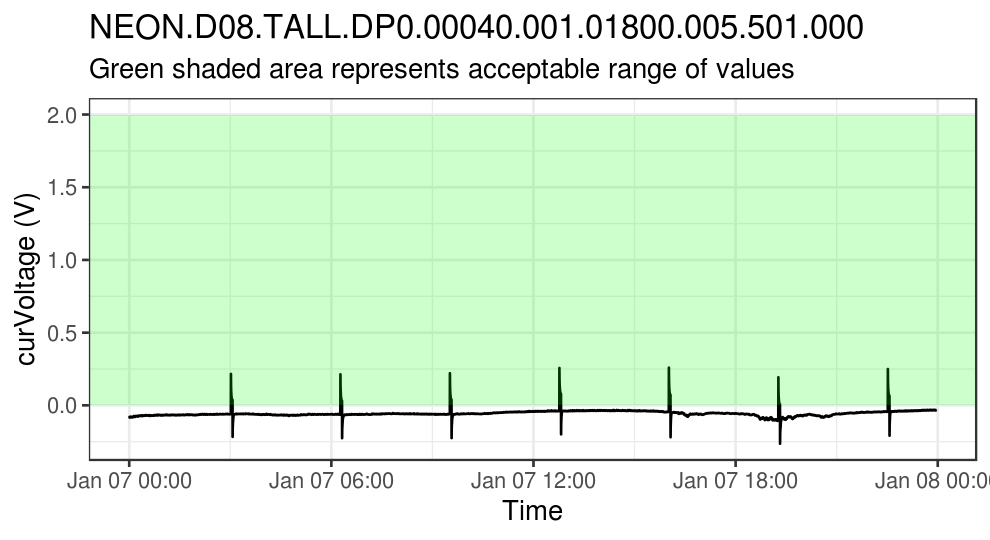 NEON.D08.TALL.DP0.00040.001.01800.005.501.000
Green shaded area represents acceptable range of values
curVoltage (V)
2.0
1.5
1.0
0.5
0.0
Jan 07 00:00 Jan 07 06:00 Jan 07 12:00 Jan 07 18:00 Jan 08 00:0
Time